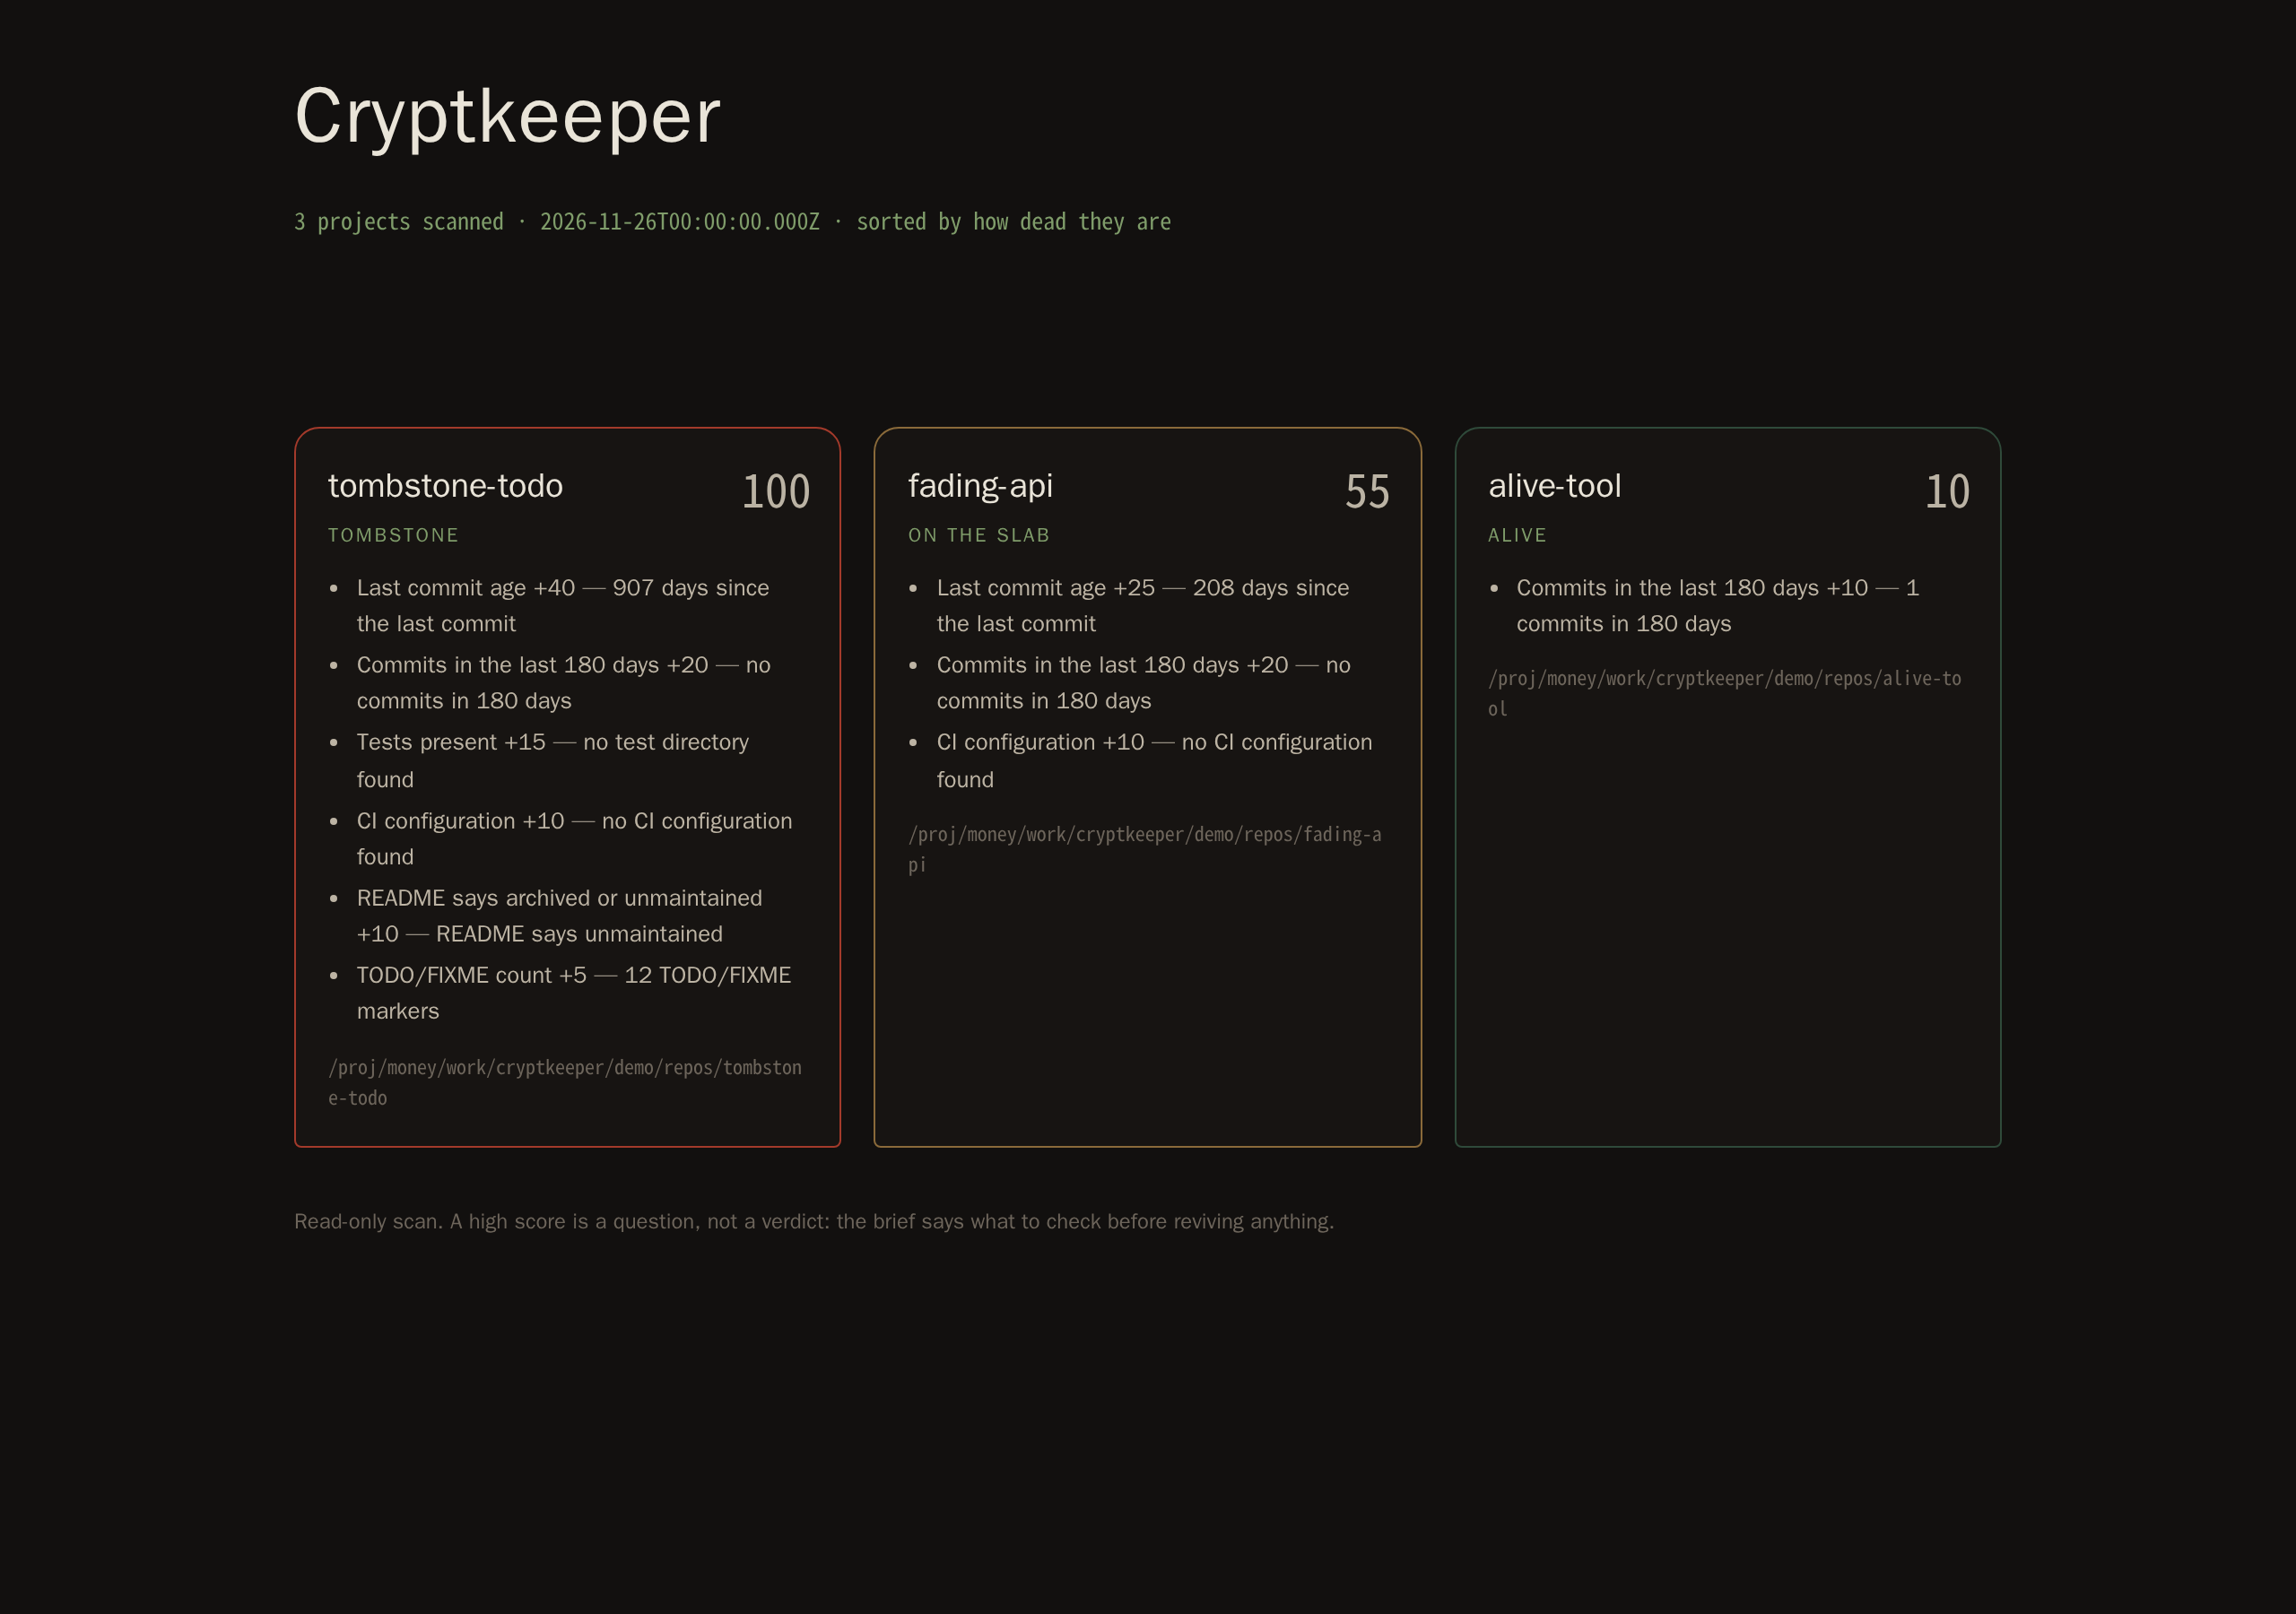 Cryptkeeper
3 projects scanned · 2026-11-26T00:00:00.000Z · sorted by how dead they are
tombstone-todo
100
TOMBSTONE
• Last commit age +40 — 907 days since
the last commit
• Commits in the last 180 days +20 — no
commits in 180 days
• Tests present +15 — no test directory
found
• CI configuration +10 — no CI configuration
found
• README says archived or unmaintained
+10 — README says unmaintained
• TODO/FIXME count +5 — 12 TODO/FIXME
markers
/proj/money/work/cryptkeeper/demo/repos/tombston
e-todo
fading-api
55
ON THE SLAB
• Last commit age +25 — 208 days since
the last commit
• Commits in the last 180 days +20 — no
commits in 180 days
• CI configuration +10 — no CI configuration
found
/proj/money/work/cryptkeeper/demo/repos/fading-a
pi
alive-tool
10
ALIVE
• Commits in the last 180 days +10 — 1
commits in 180 days
/proj/money/work/cryptkeeper/demo/repos/alive-to
ol
Read-only scan. A high score is a question, not a verdict: the brief says what to check before reviving anything.